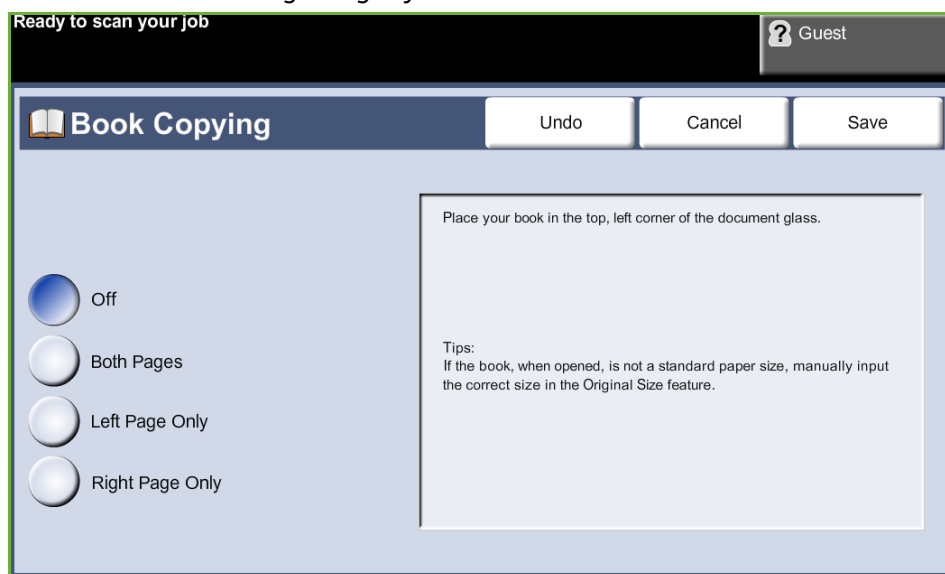 Ready to scan your job
Guest
Book Copying
Undo
Cancel
Save
Place your book in the top, left corner of the document glass.
Off
Both Pages
Left Page Only
Right Page Only
Tips:
If the book, when opened, is not a standard paper size, manually input
the correct size in the Original Size feature.